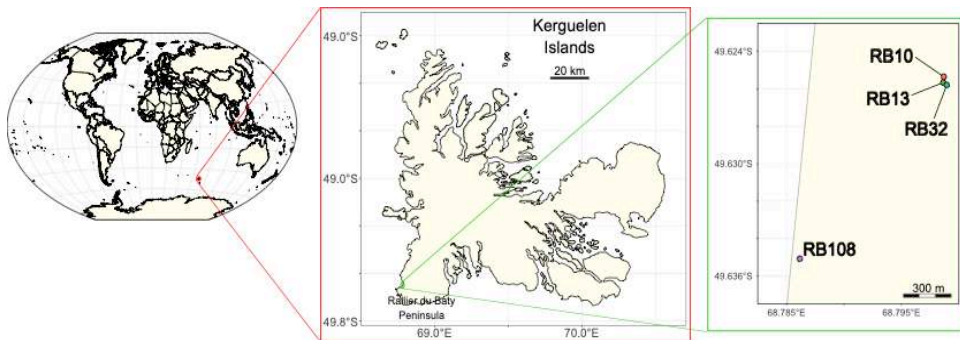 Kerguelen
Islands
20 km
49.0°S
49.0°S
49.8°S
69.0°E
70.0°E
Rallier du Baty
Peninsula
49.624°S
49.630°S
49.636°S
68.785°E
68.795°E
RB10
RB13
RB32
RB108
300 m